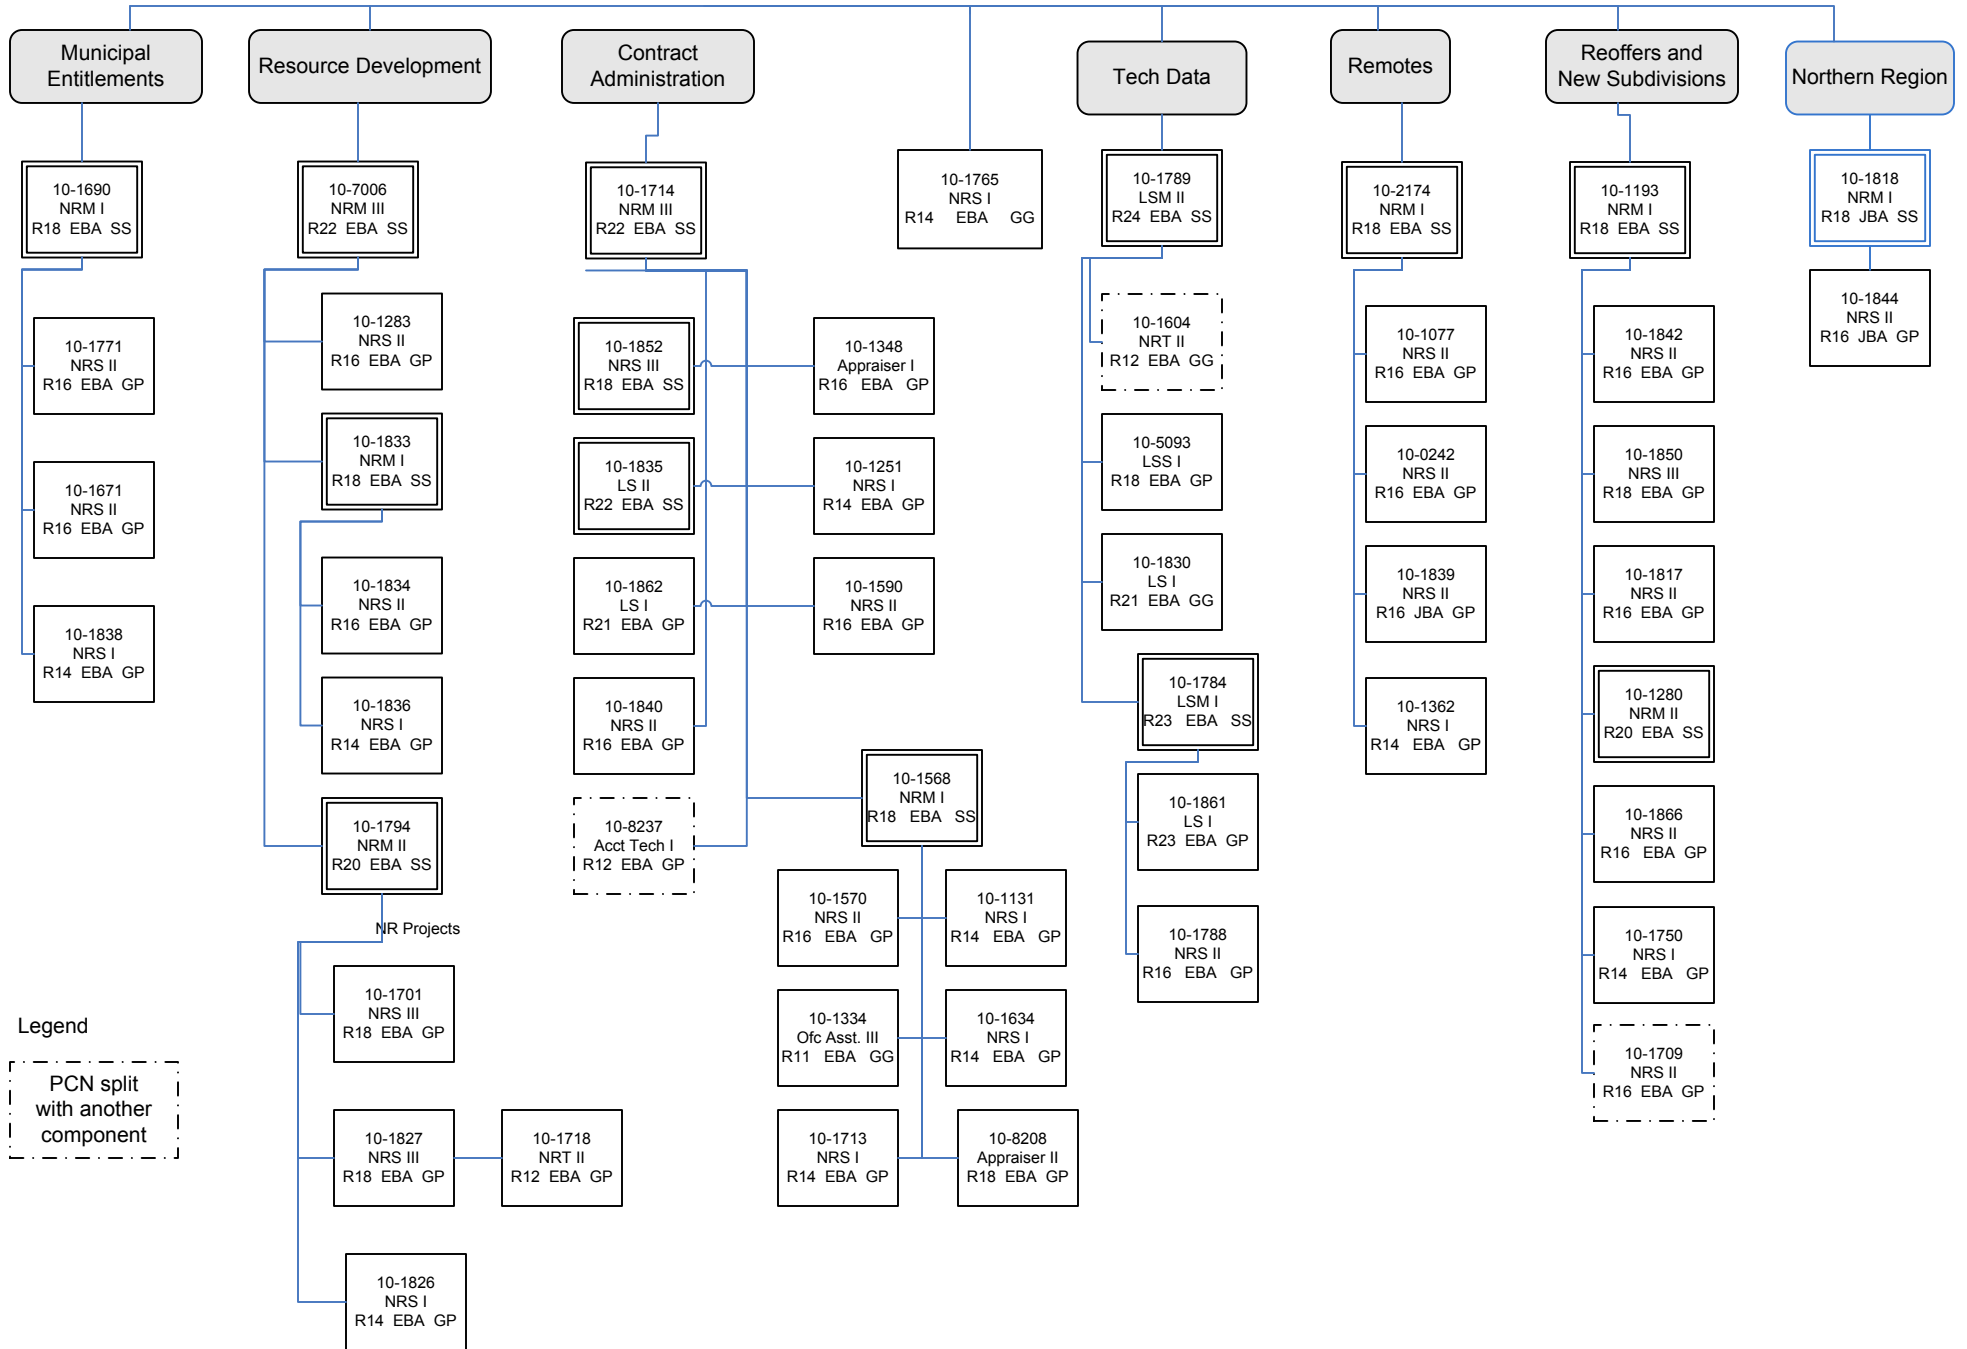 Municipal
Entitlements
Resource Development
Contract
Administration
Tech Data
Remotes
Reoffers and
New Subdivisions
Northern Region
10-1690
NRM I
R18 EBA SS
10-1771
NRS II
R16 EBA GP
10-1671
NRS II
R16 EBA GP
10-1838
NRS I
R14 EBA GP
10-7006
NRM III
R22 EBA SS
10-1283
NRS II
R16 EBA GP
10-1833
NRM I
R18 EBA SS
10-1834
NRS II
R16 EBA GP
10-1836
NRS I
R14 EBA GP
10-1794
NRM II
R20 EBA SS
NR Projects
10-1701
NRS III
R18 EBA GP
10-1827
NRS III
R18 EBA GP
10-1718
NRT II
R12 EBA GP
10-1826
NRS I
R14 EBA GP
10-1714
NRM III
R22 EBA SS
10-1852
NRS III
R18 EBA SS
10-1348
Appraiser I
R16 EBA GP
10-1835
LS II
R22 EBA SS
10-1251
NRS I
R14 EBA GP
10-1862
LS I
R21 EBA GP
10-1590
NRS II
R16 EBA GP
10-1840
NRS II
R16 EBA GP
10-8237
Acct Tech I
R12 EBA GP
10-1568
NRM I
R18 EBA SS
10-1570
NRS II
R16 EBA GP
10-1131
NRS I
R14 EBA GP
10-1334
Ofc Asst. III
R11 EBA GG
10-1634
NRS I
R14 EBA GP
10-1713
NRS I
R14 EBA GP
10-8208
Appraiser II
R18 EBA GP
10-1765
NRS I
R14 EBA GG
10-1789
LSM II
R24 EBA SS
10-1604
NRT II
R12 EBA GG
10-5093
LSS I
R18 EBA GP
10-1830
LS I
R21 EBA GG
10-1784
LSM I
R23 EBA SS
10-1861
LS I
R23 EBA GP
10-1788
NRS II
R16 EBA GP
10-2174
NRM I
R18 EBA SS
10-1077
NRS II
R16 EBA GP
10-0242
NRS II
R16 EBA GP
10-1839
NRS II
R16 JBA GP
10-1362
NRS I
R14 EBA GP
10-1193
NRM I
R18 EBA SS
10-1842
NRS II
R16 EBA GP
10-1850
NRS III
R18 EBA GP
10-1817
NRS II
R16 EBA GP
10-1280
NRM II
R20 EBA SS
10-1866
NRS II
R16 EBA GP
10-1750
NRS I
R14 EBA GP
10-1709
NRS II
R16 EBA GP
10-1818
NRM I
R18 JBA SS
10-1844
NRS II
R16 JBA GP
Legend
PCN split
with another
component